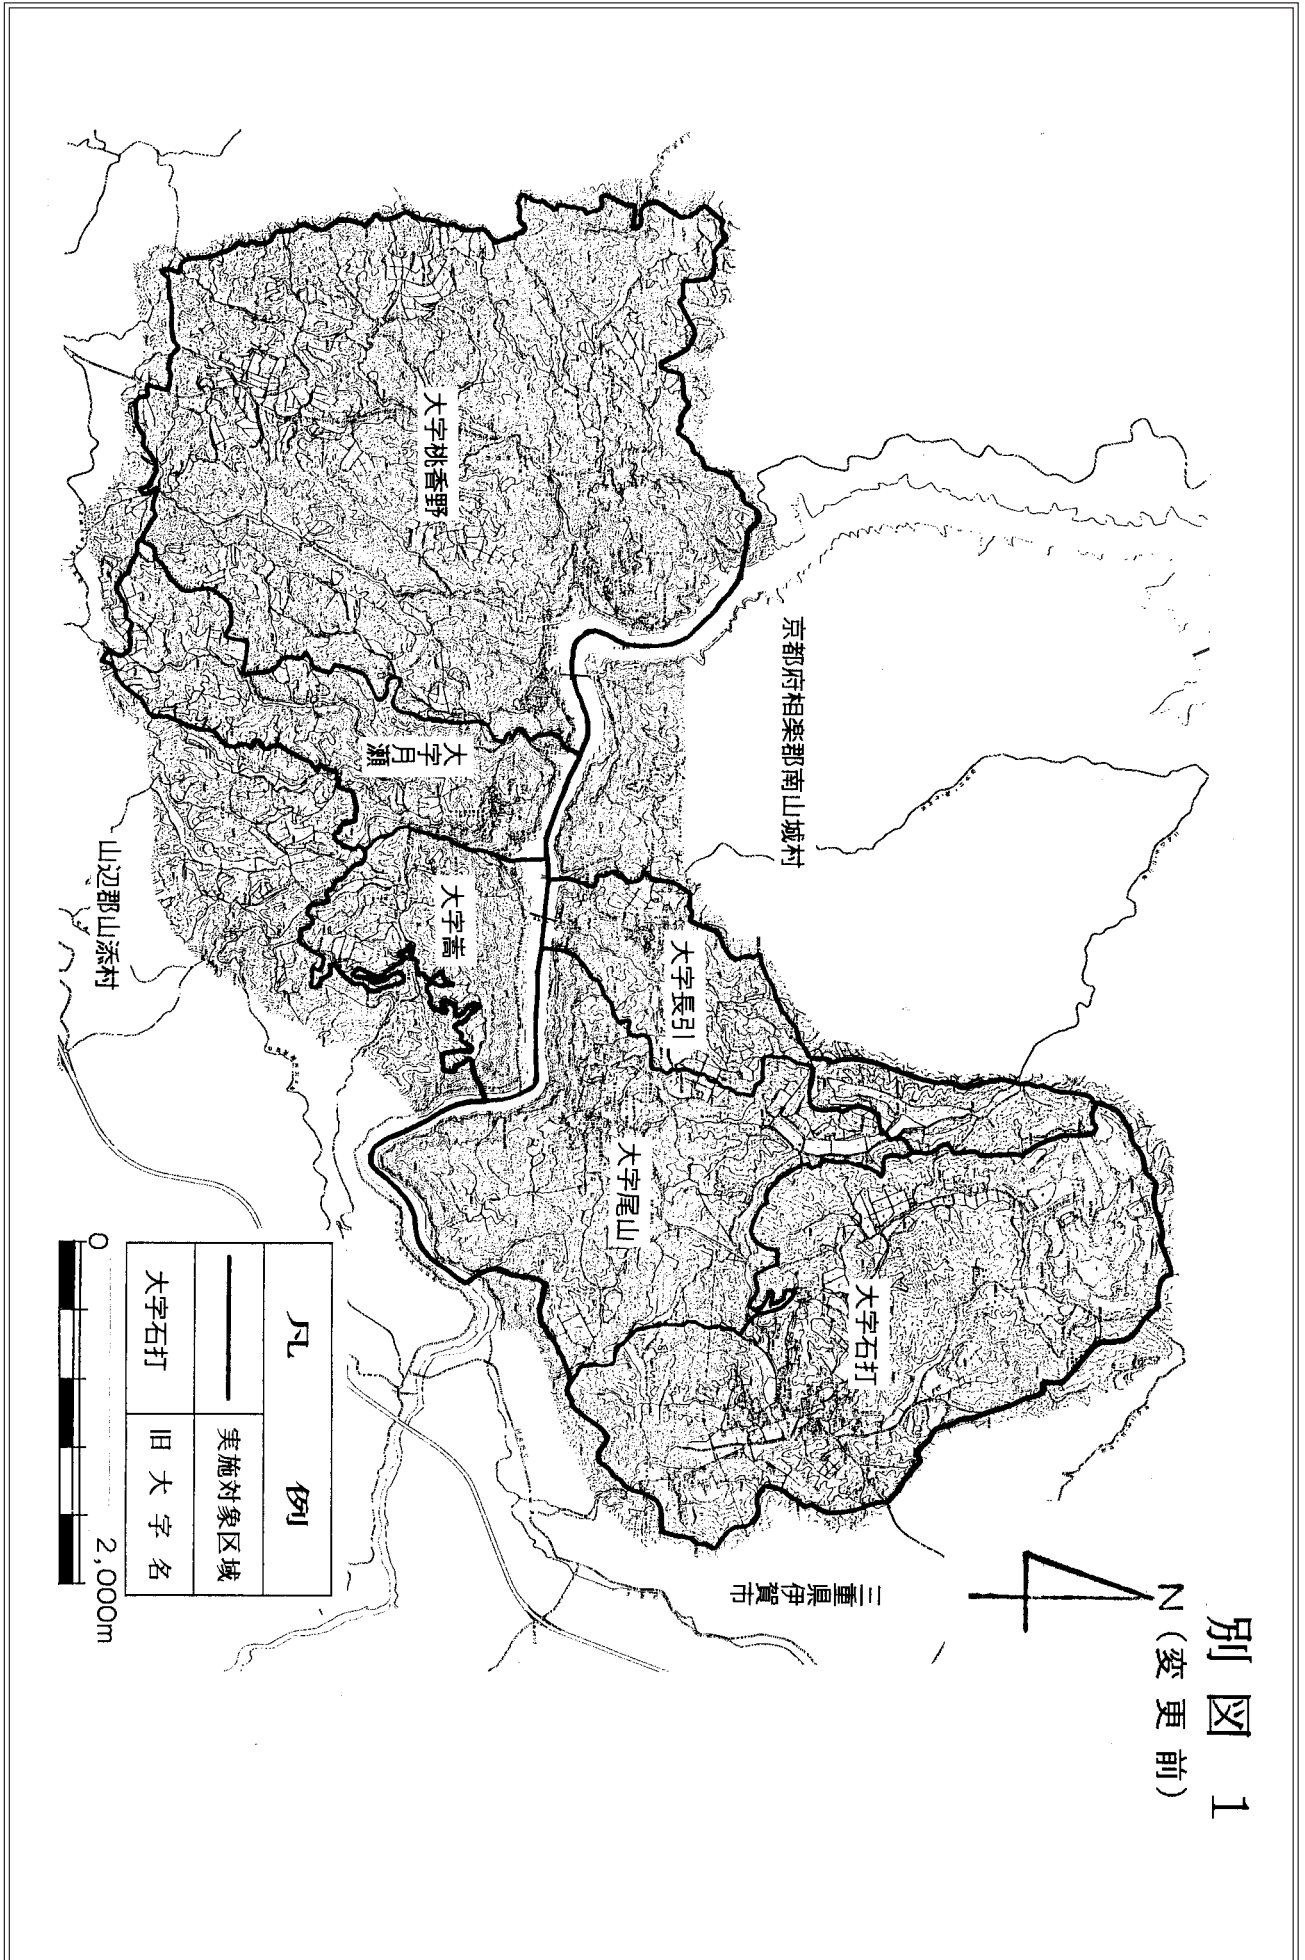 別図 1
(変更前)
N
京都府相楽郡南山城村
三重県伊賀市
大字石打
大字長引
大字尾山
大字桃香野
大字月瀬
大字嵩
山辺郡山添村
凡 例
実施対象区域
大字石打 旧大字名
0 2,000m